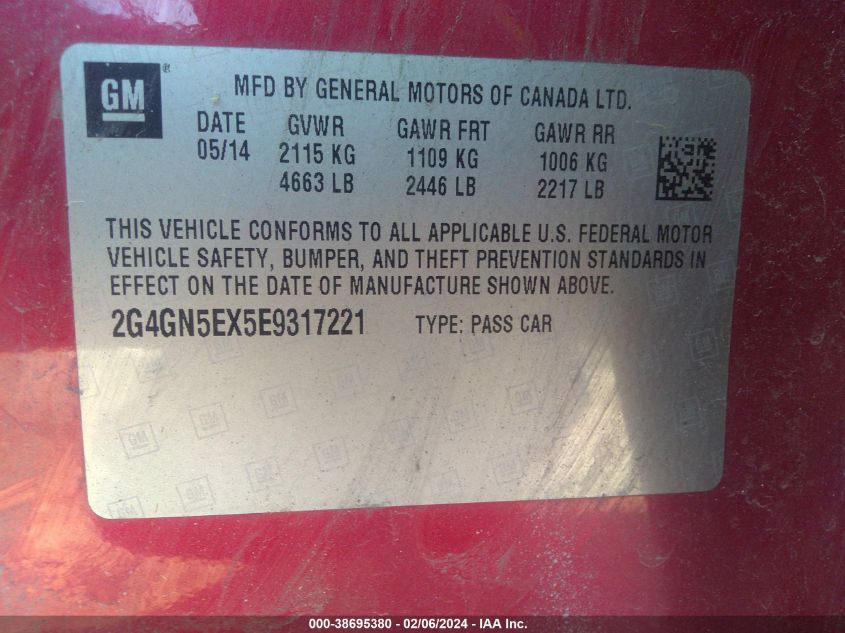 GM ®
MFD BY GENERAL MOTORS OF CANADA LTD.
DATE GVWR GAWR FRT GAWR RR
05/14 2115 KG 1109 KG 1006 KG
4663 LB 2446 LB 2217 LB
THIS VEHICLE CONFORMS TO ALL APPLICABLE U.S. FEDERAL MOTOR
VEHICLE SAFETY, BUMPER, AND THEFT PREVENTION STANDARDS IN
EFFECT ON THE DATE OF MANUFACTURE SHOWN ABOVE.
2G4GN5EX5E9317221 TYPE: PASS CAR
000-38695380 - 02/06/2024 - IAA Inc.